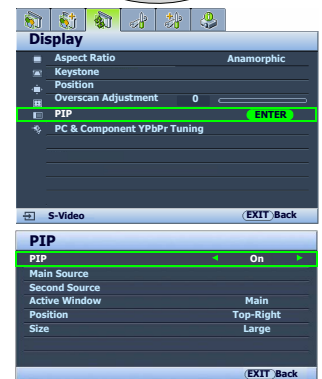 Display
Aspect Ratio Anamorphic
Keystone
Position
Overscan Adjustment 0
PIP ENTER
PC & Component YPbPr Tuning
S-Video EXIT Back
PIP
PIP On
Main Source
Second Source
Active Window Main
Position Top-Right
Size Large
EXIT Back